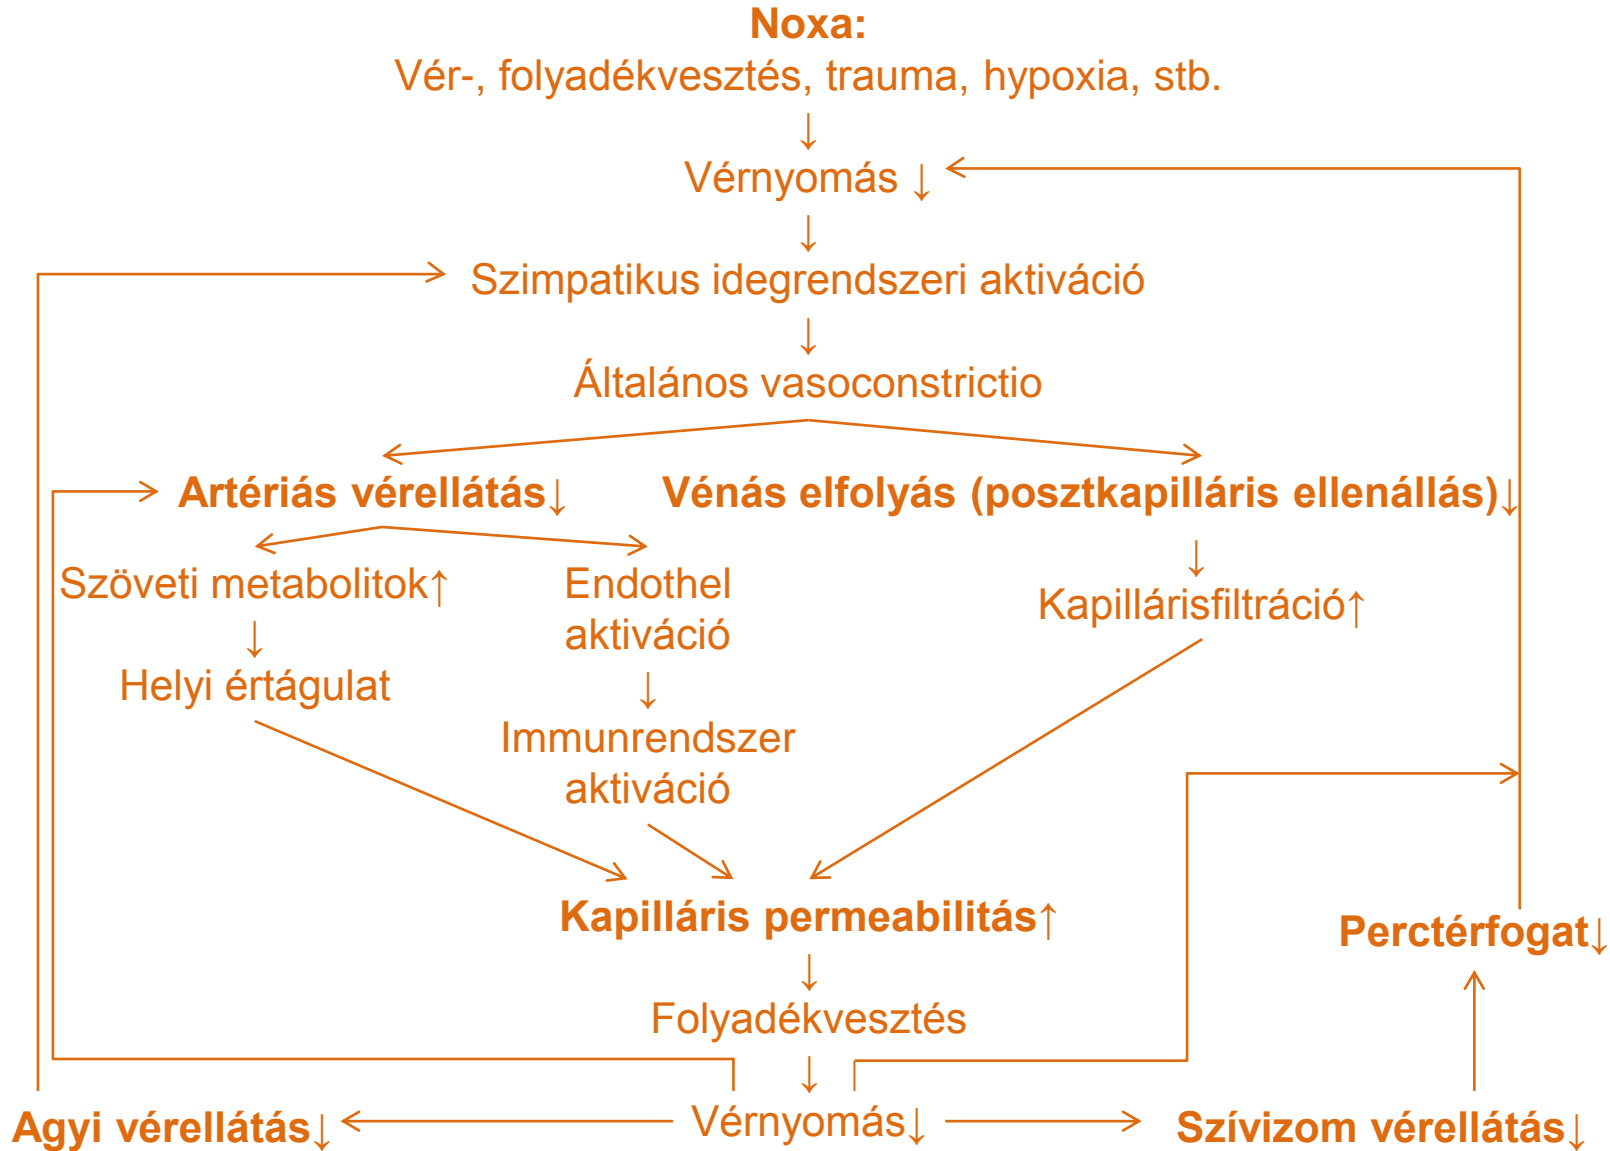 Noxa:
Vér-, folyadékvesztés, trauma, hypoxia, stb.
↓
Vérnyomás ↓
↓
Szimpatikus idegrendszeri aktiváció
↓
Általános vasoconstrictio
Artériás vérellátás↓
Vénás elfolyás (posztkapilláris ellenállás)↓
Szöveti metabolitok↑
↓
Helyi értágulat
Endothel
aktiváció
↓
Immunrendszer
aktiváció
↓
Kapillárisfiltráció↑
Kapilláris permeabilitás↑
↓
Folyadékvesztés
↓
Vérnyomás↓
Perctérfogat↓
Agyi vérellátás↓
Szívizom vérellátás↓